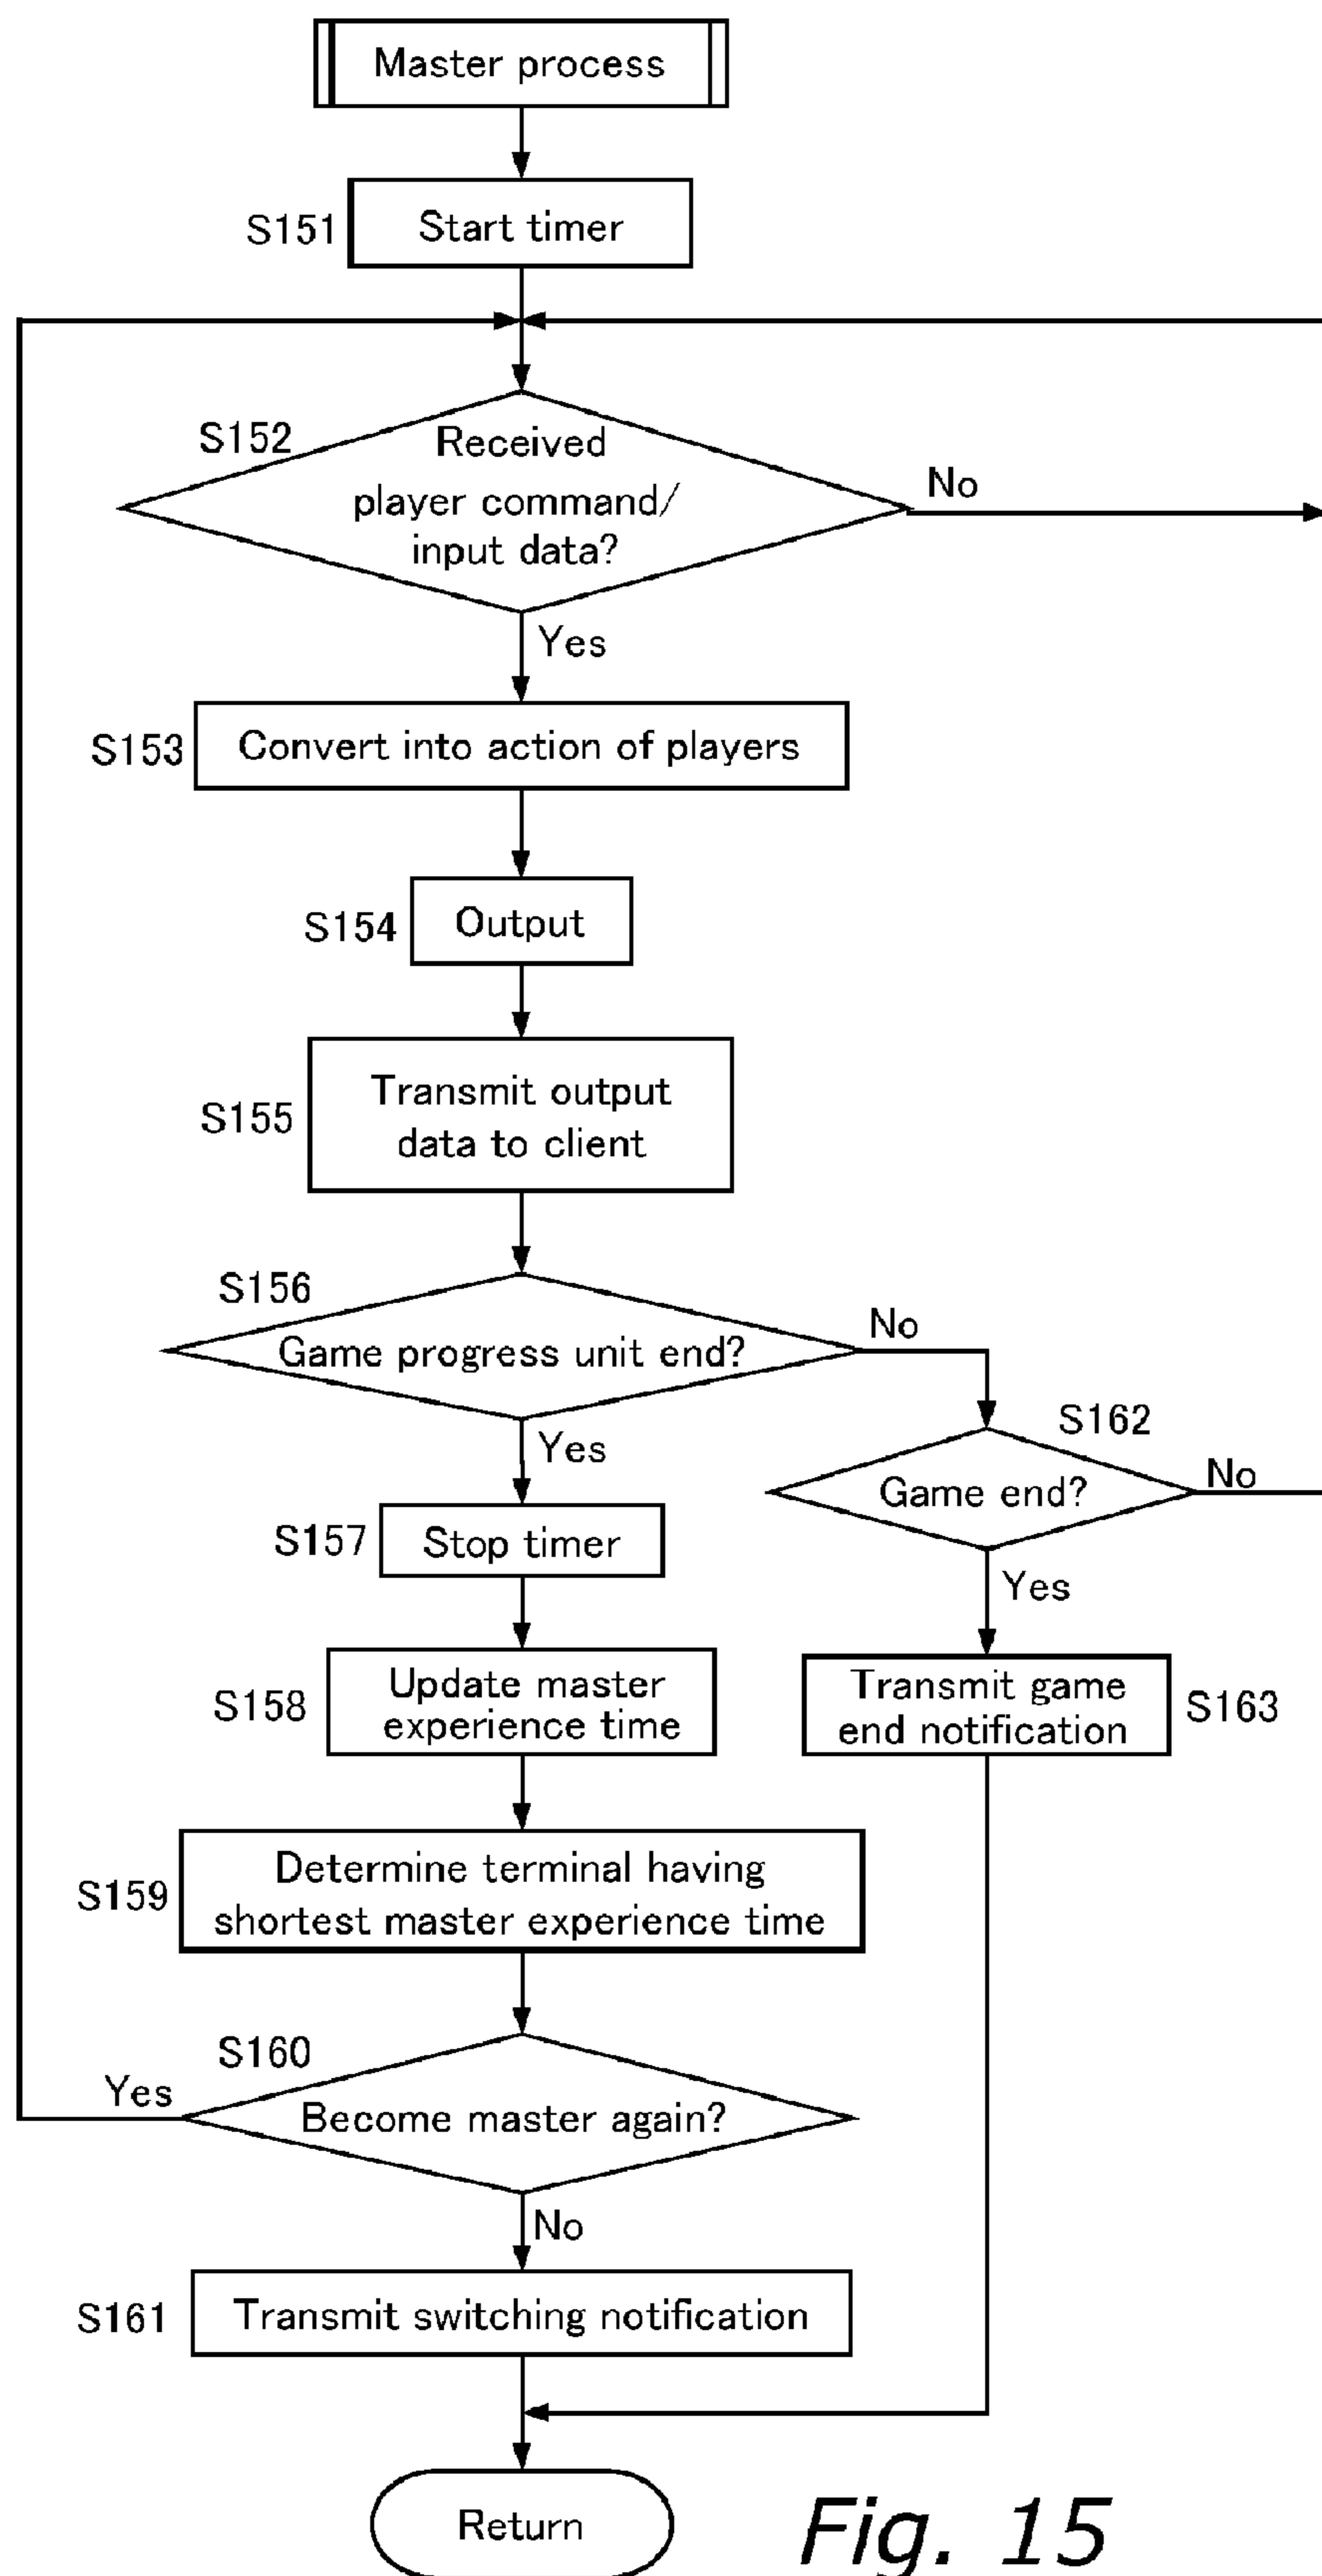 Master process
S151
Start timer
S152
Received
player command/
input data?
No
Yes
S153
Convert into action of players
S154
Output
S155
Transmit output
data to client
S156
Game progress unit end?
No
Yes
S162
Game end?
No
Yes
S157
Stop timer
S158
Update master
experience time
Transmit game
end notification
S163
S159
Determine terminal having
shortest master experience time
S160
Yes
Become master again?
No
S161
Transmit switching notification
Return
Fig. 15